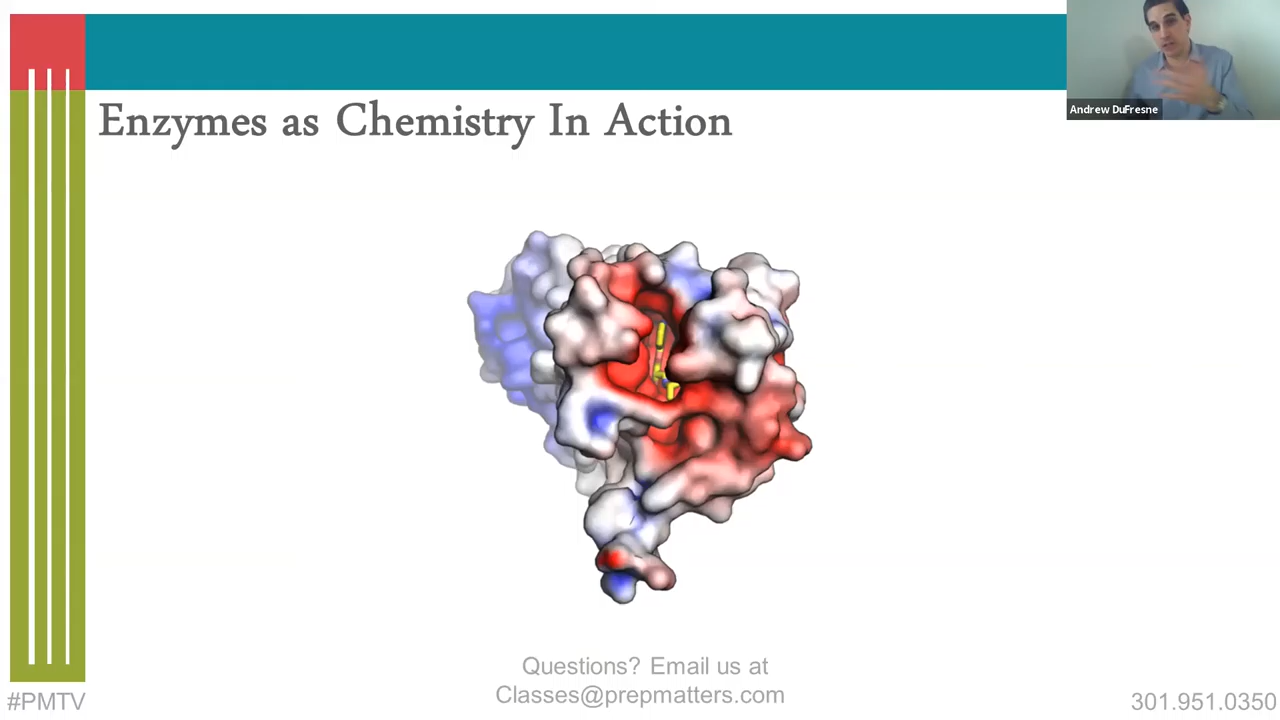 Andrew DuFresne
Enzymes as Chemistry In Action
Questions? Email us at
Classes@prepmatters.com
#PMTV
301.951.0350